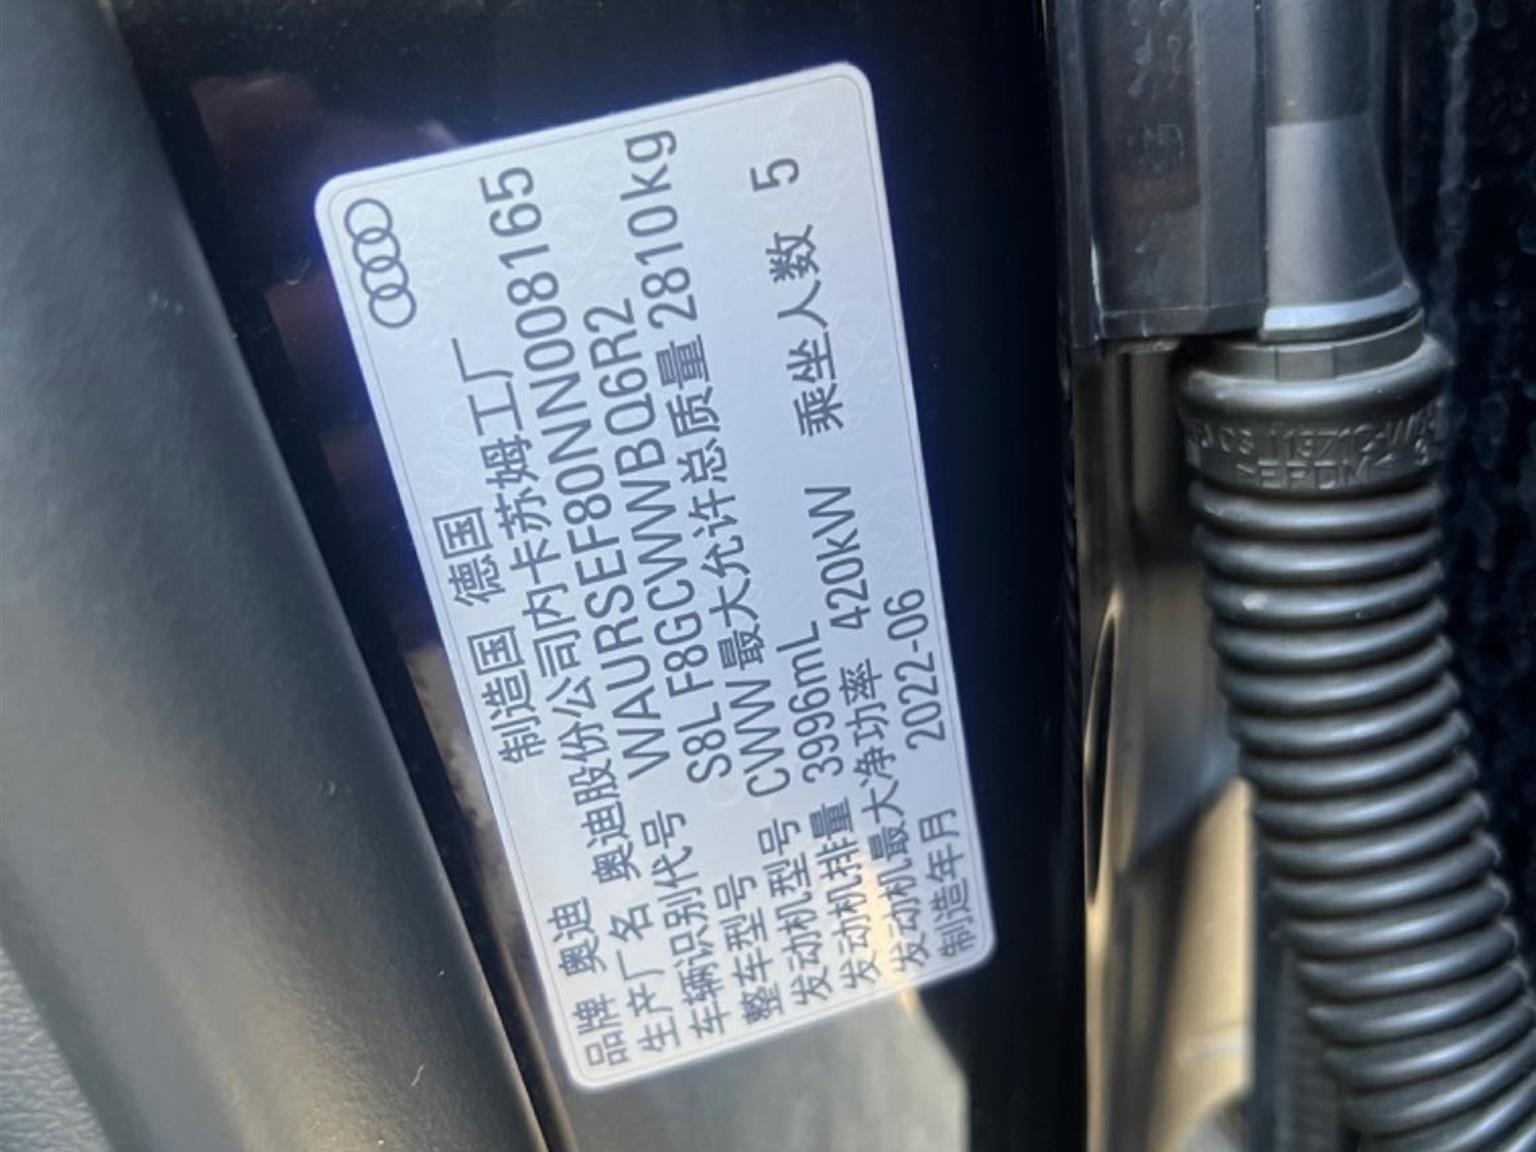 品牌 奥迪 制造国 德国
生产厂名 奥迪股份公司内卡苏姆工厂
车辆识别代号 WAURSEF80NN008165
整车型号 S8L F8GCWWWBQ6R2
发动机型号 CWW 最大允许总质量 2810kg
发动机排量 3996mL
发动机最大净功率 420kW 乘坐人数 5
制造年月 2022-06
>EPDM<